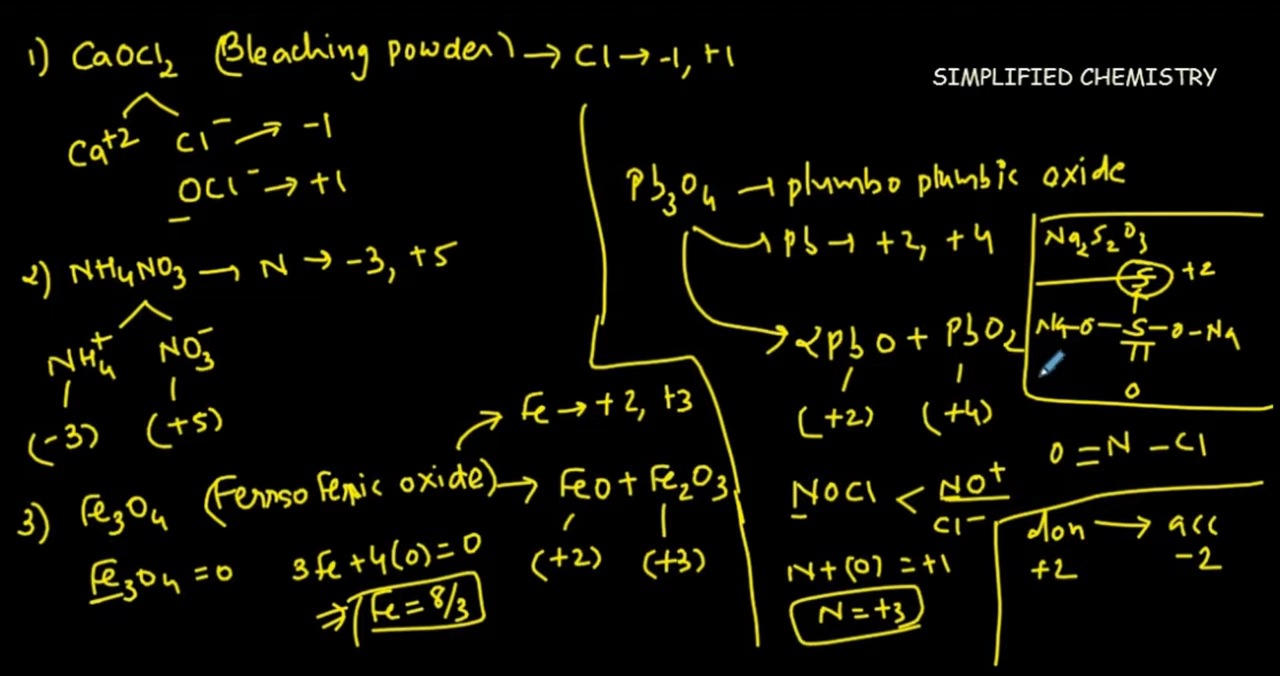 1) CaOCl2 (Bleaching powder) → Cl → -1, +1
SIMPLIFIED CHEMISTRY
Ca+2 Cl- → -1
OCl- → +1
2) NH4NO3 → N → -3, +5
NH4+ NO3-
(-3) (+5)
Fe → +2, +3
3) Fe3O4 (Ferroso Ferric oxide) → FeO + Fe2O3
(+2) (+3)
Fe3O4 = 0 3Fe + 4(O) = 0
⇒ Fe = 8/3
Pb3O4 → plumbo plumbic oxide
Pb → +2, +4
2PbO + PbO2
(+2) (+4)
Na2S2O3
S +2
Na-O-S-O-Na
O
O=N-Cl
NOCl < NO+
Cl-
N + (O) = +1
N = +3
don → acc
+2 -2